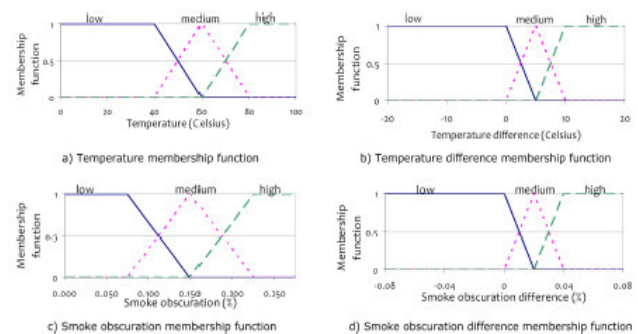 low medium high
Membership
function
1
0.5
0
0 20 40 60 80 100
Temperature (Celsius)
a) Temperature membership function
low medium high
Membership
function
1
0.5
0
-20 -10 0 10 20
Temperature difference (Celsius)
b) Temperature difference membership function
low medium high
Membership
function
1
0.5
0
0.000 0.050 0.100 0.150 0.200 0.250 0.350
Smoke obscuration (%)
c) Smoke obscuration membership function
low medium high
Membership
function
1
0.5
0
-0.08 -0.04 0 0.04 0.08
Smoke obscuration difference (%)
d) Smoke obscuration difference membership function